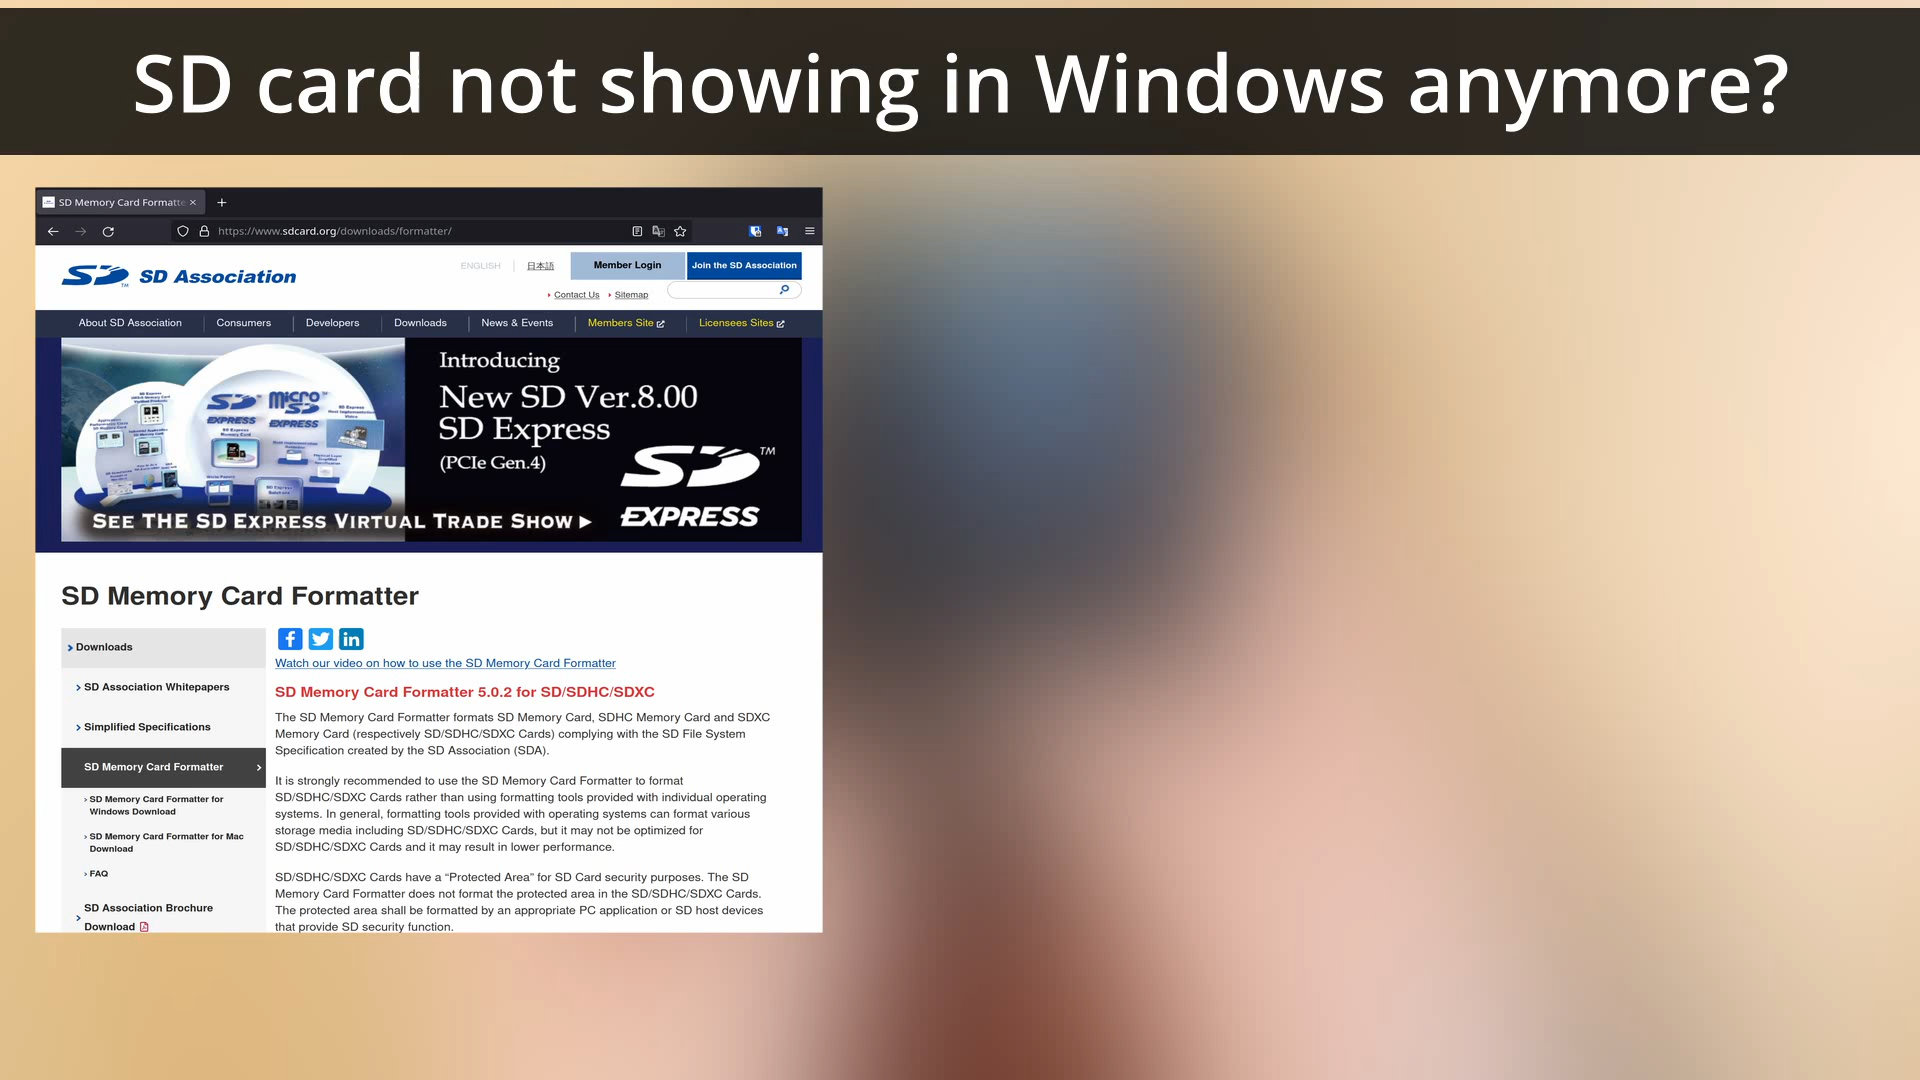 SD card not showing in Windows anymore?
SD Memory Card Formatte
https://www.sdcard.org/downloads/formatter/
SD Association
ENGLISH
日本語
Member Login
Join the SD Association
Contact Us
Sitemap
About SD Association
Consumers
Developers
Downloads
News & Events
Members Site
Licensees Sites
Introducing
New SD Ver.8.00
SD Express
(PCIe Gen.4)
SD TM
EXPRESS
SEE THE SD EXPRESS VIRTUAL TRADE SHOW
SD Memory Card Formatter
Downloads
SD Association Whitepapers
Simplified Specifications
SD Memory Card Formatter
SD Memory Card Formatter for
Windows Download
SD Memory Card Formatter for Mac
Download
FAQ
SD Association Brochure
Download
Watch our video on how to use the SD Memory Card Formatter
SD Memory Card Formatter 5.0.2 for SD/SDHC/SDXC
The SD Memory Card Formatter formats SD Memory Card, SDHC Memory Card and SDXC
Memory Card (respectively SD/SDHC/SDXC Cards) complying with the SD File System
Specification created by the SD Association (SDA).
It is strongly recommended to use the SD Memory Card Formatter to format
SD/SDHC/SDXC Cards rather than using formatting tools provided with individual operating
systems. In general, formatting tools provided with operating systems can format various
storage media including SD/SDHC/SDXC Cards, but it may not be optimized for
SD/SDHC/SDXC Cards and it may result in lower performance.
SD/SDHC/SDXC Cards have a “Protected Area” for SD Card security purposes. The SD
Memory Card Formatter does not format the protected area in the SD/SDHC/SDXC Cards.
The protected area shall be formatted by an appropriate PC application or SD host devices
that provide SD security function.